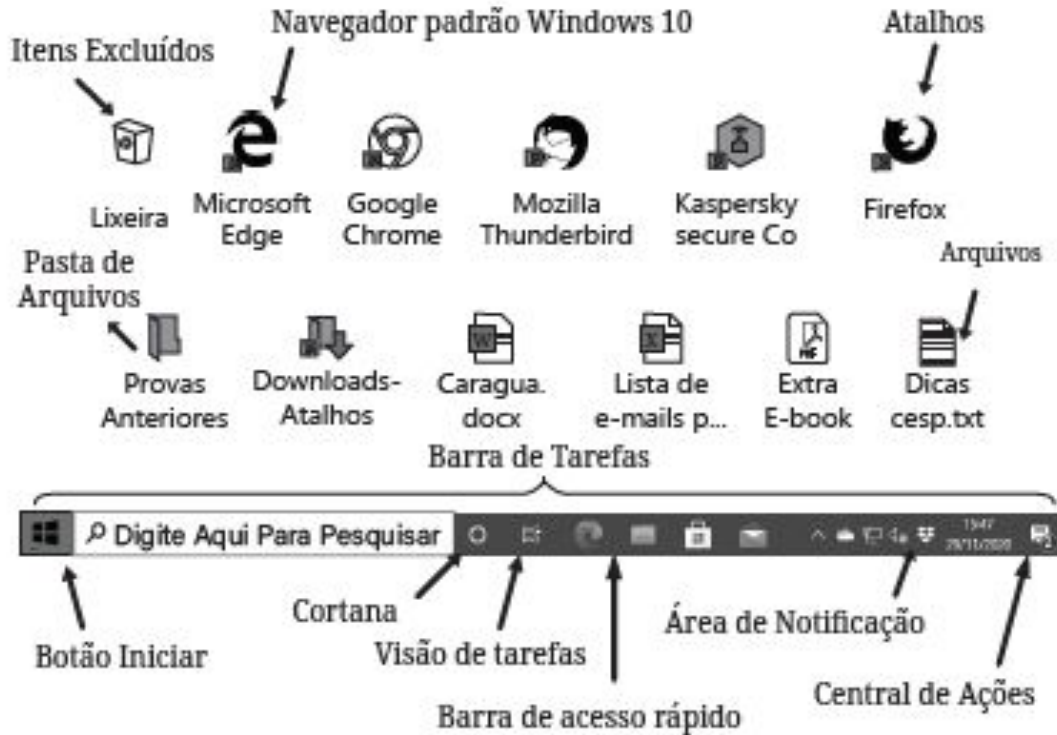 Navegador padrão Windows 10
Atalhos
Itens Excluídos
Lixeira
Microsoft
Edge
Google
Chrome
Mozilla
Thunderbird
Kaspersky
secure Co
Firefox
Pasta de
Arquivos
Arquivos
Provas
Anteriores
Downloads-
Atalhos
Caragua.
docx
Lista de
e-mails p...
Extra
E-book
Dicas
cesp.txt
Barra de Tarefas
Digite Aqui Para Pesquisar
Cortana
Área de Notificação
Botão Iniciar
Visão de tarefas
Central de Ações
Barra de acesso rápido